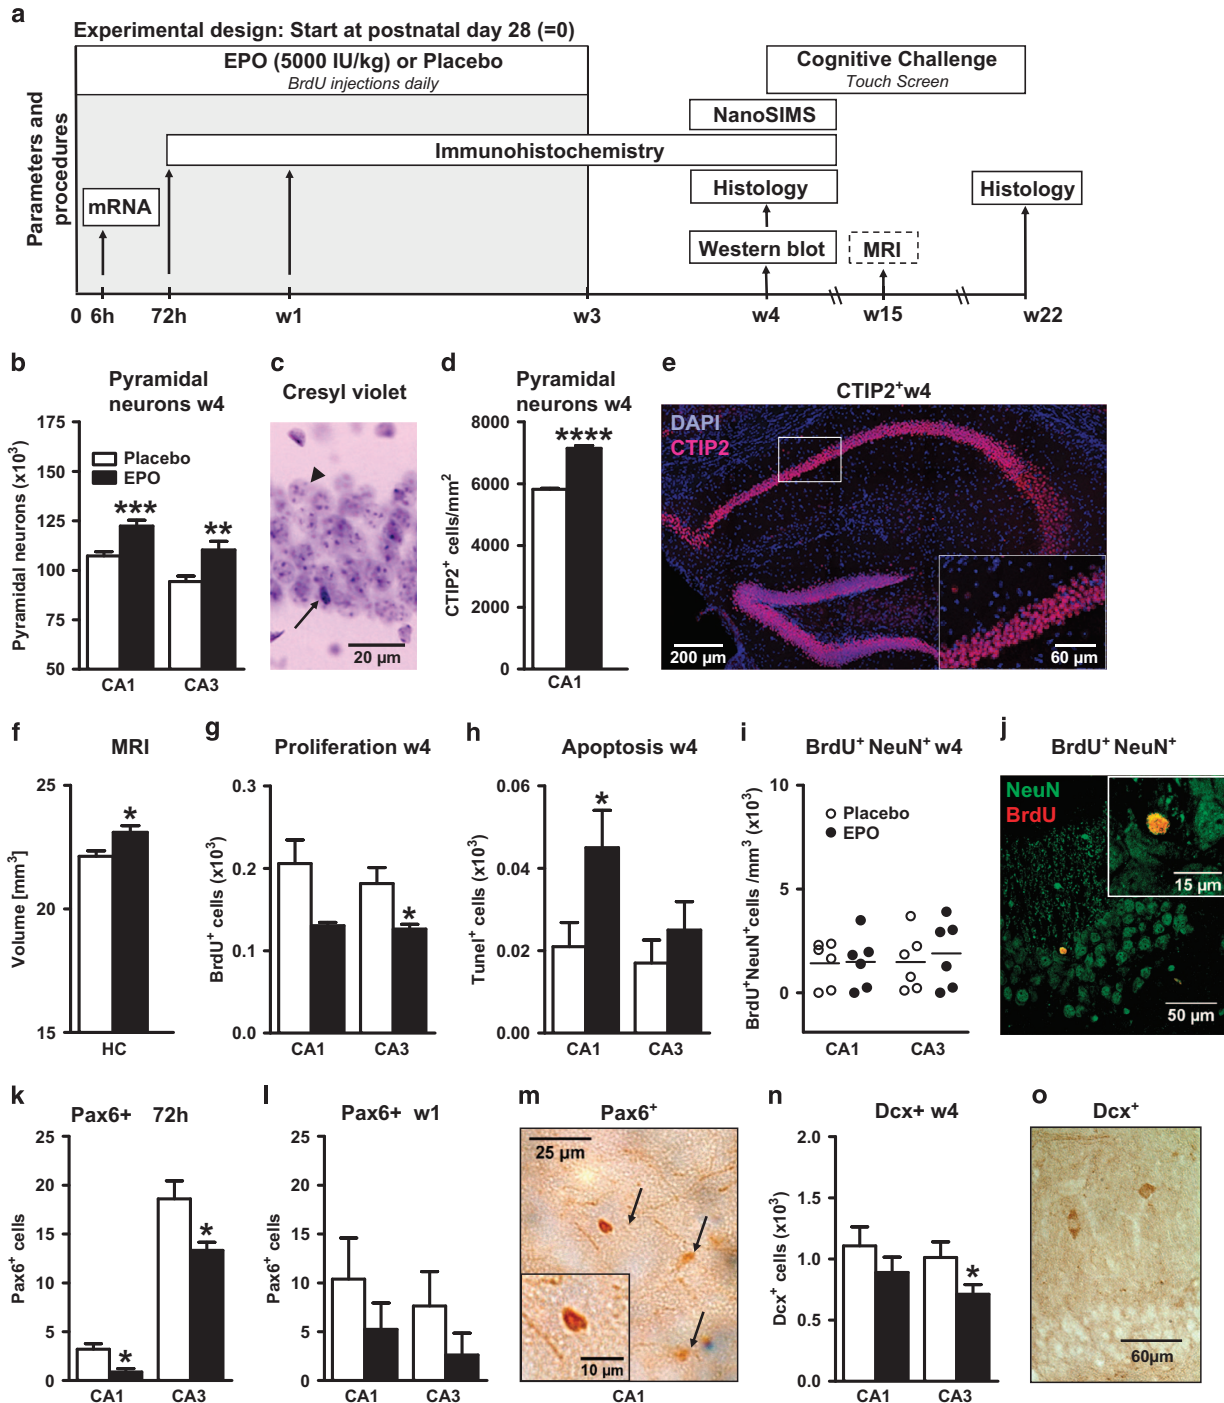 a
Experimental design: Start at postnatal day 28 (=0)
Parameters and
procedures
EPO (5000 IU/kg) or Placebo
BrdU injections daily
Cognitive Challenge
Touch Screen
NanoSIMS
Immunohistochemistry
mRNA
Histology
Histology
Western blot
MRI
0 6h 72h w1 w3 w4 w15 w22
b
Pyramidal
neurons w4
Pyramidal neurons (x10³)
175
150
125
100
75
50
Placebo
EPO
***
**
CA1 CA3
c
Cresyl violet
20 µm
d
Pyramidal
neurons w4
CTIP2⁺ cells/mm²
8000
6000
4000
2000
0
****
CA1
e
CTIP2⁺w4
DAPI
CTIP2
200 µm
60 µm
f
MRI
Volume [mm³]
25
20
15
*
HC
g
Proliferation w4
BrdU⁺ cells (x10³)
0.3
0.2
0.1
0.0
*
CA1 CA3
h
Apoptosis w4
Tunel⁺ cells (x10³)
0.06
0.04
0.02
0.00
*
CA1 CA3
i
BrdU⁺ NeuN⁺ w4
BrdU⁺NeuN⁺cells /mm³ (x10³)
10
5
0
Placebo
EPO
CA1 CA3
j
BrdU⁺ NeuN⁺
NeuN
BrdU
15 µm
50 µm
k
Pax6+ 72h
Pax6⁺ cells
25
20
15
10
5
0
*
*
CA1 CA3
l
Pax6+ w1
Pax6⁺ cells
25
20
15
10
5
0
CA1 CA3
m
Pax6⁺
25 µm
10 µm
CA1
n
Dcx+ w4
Dcx⁺ cells (x10³)
2.0
1.5
1.0
0.5
0
*
CA1 CA3
o
Dcx⁺
60µm